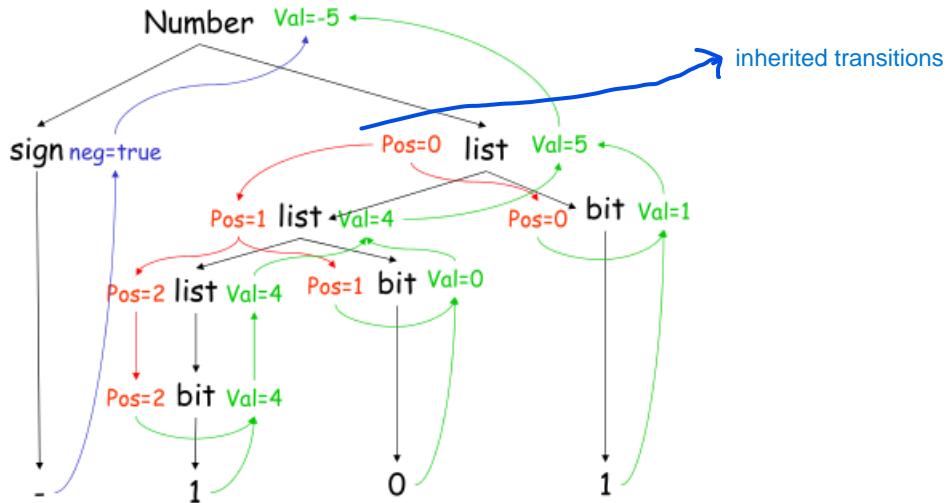 Number Val=-5
inherited transitions
sign neg=true Pos=0 list Val=5
Pos=1 list Val=4 Pos=0 bit Val=1
Pos=2 list Val=4 Pos=1 bit Val=0
Pos=2 bit Val=4
- 1 0 1